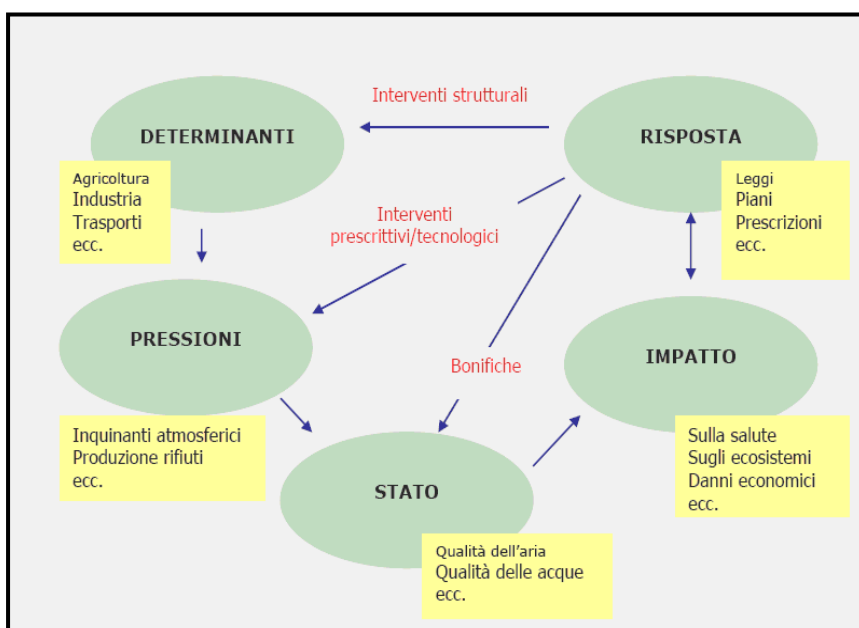 Interventi strutturali
DETERMINANTI
RISPOSTA
Agricoltura
Industria
Trasporti
ecc.
Leggi
Piani
Prescrizioni
ecc.
Interventi
prescrittivi/tecnologici
PRESSIONI
IMPATTO
Bonifiche
Inquinanti atmosferici
Produzione rifiuti
ecc.
Sulla salute
Sugli ecosistemi
Danni economici
ecc.
STATO
Qualità dell'aria
Qualità delle acque
ecc.